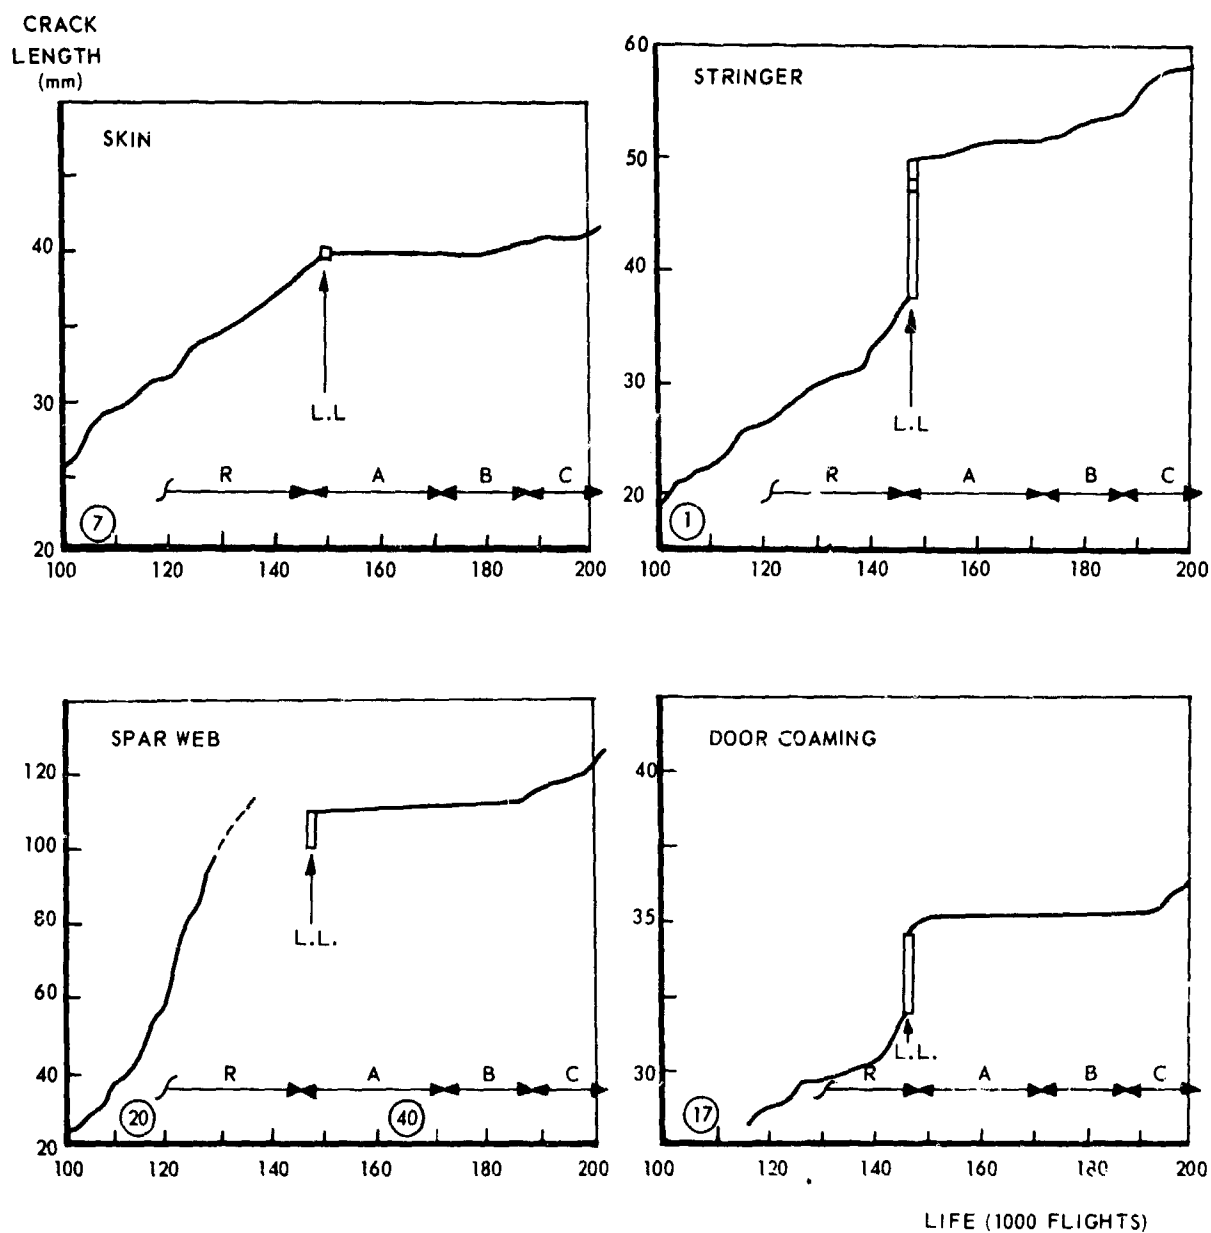 CRACK
LENGTH
(mm)
SKIN
40
30
20
L.L
R A B C
7
100 120 140 160 180 200
STRINGER
60
50
40
30
20
L.L
R A B C
1
100 120 140 160 180 200
SPAR WEB
120
100
80
60
40
20
L.L.
R A B C
20 40
100 120 140 160 180 200
DOOR COAMING
40
35
30
L.L.
R A B C
17
100 120 140 160 180 200
LIFE (1000 FLIGHTS)